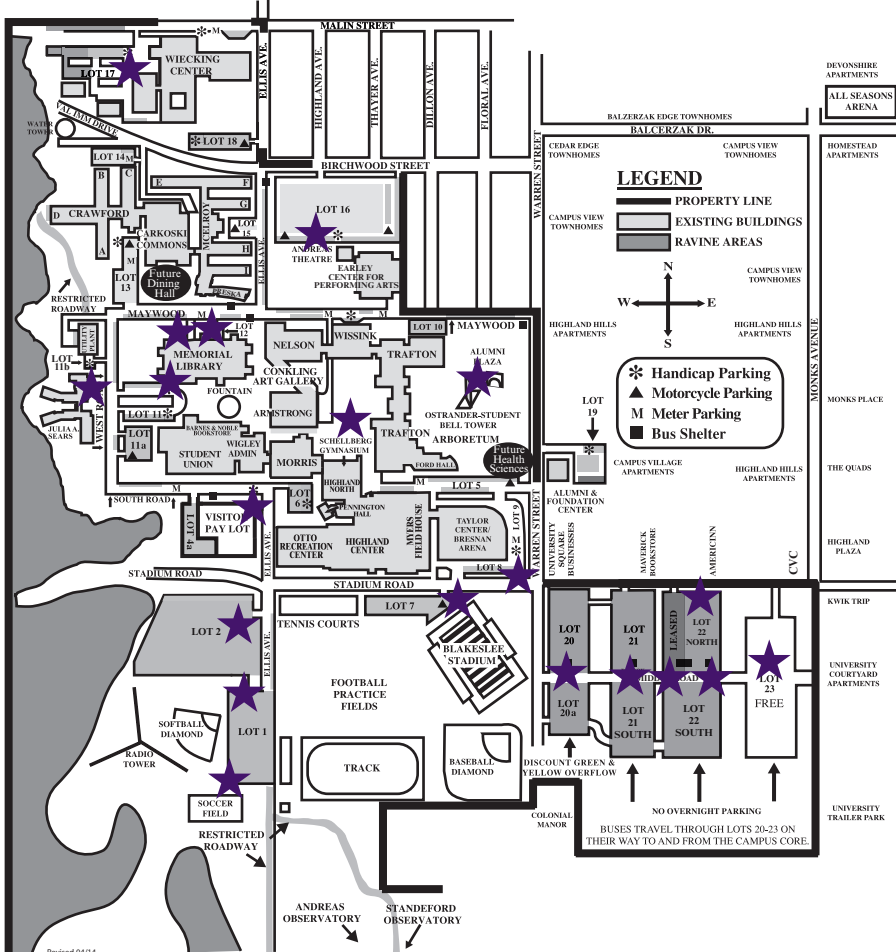 MALIN STREET
M
WIECKING
CENTER
LOT 17
ELLIS AVE.
HIGHLAND AVE.
THAYER AVE.
DILLON AVE.
FLORAL AVE.
DEVONSHIRE
APARTMENTS
ALL SEASONS
ARENA
VAL IMM DRIVE
WATER
TOWER
LOT 18
BALZERZAK EDGE TOWNHOMES
BALCERZAK DR.
WARREN STREET
CEDAR EDGE
TOWNHOMES
CAMPUS VIEW
TOWNHOMES
HOMESTEAD
APARTMENTS
LOT 14
M
BIRCHWOOD STREET
LEGEND
PROPERTY LINE
EXISTING BUILDINGS
RAVINE AREAS
B
C
E
F
G
H
D
A
CRAWFORD
CARKOSKI
COMMONS
MCELROY
LOT
15
LOT 16
ELLIS AVE.
ANDREAS
THEATRE
EARLEY
CENTER FOR
PERFORMING ARTS
CAMPUS VIEW
TOWNHOMES
N
W
E
S
CAMPUS VIEW
TOWNHOMES
M
LOT
13
Future
Dining
Hall
PRESKA
RESTRICTED
ROADWAY
MAYWOOD
M
M
M
LOT
12
LOT 10
MAYWOOD
HIGHLAND HILLS
APARTMENTS
HIGHLAND HILLS
APARTMENTS
MONKS AVENUE
UTILITY
PLANT
LOT
11b
MEMORIAL
LIBRARY
NELSON
WISSINK
TRAFTON
ALUMNI
PLAZA
Handicap Parking
Motorcycle Parking
M Meter Parking
Bus Shelter
CONKLING
ART GALLERY
FOUNTAIN
ARMSTRONG
LOT
19
MONKS PLACE
WEST R
LOT 11
JULIA A.
SEARS
LOT
11a
BARNES & NOBLE
BOOKSTORE
STUDENT
UNION
WIGLEY
ADMIN
MORRIS
SCHELLBERG
GYMNASIUM
TRAFTON
OSTRANDER-STUDENT
BELL TOWER
ARBORETUM
FORD HALL
Future
Health
Sciences
CAMPUS VILLAGE
APARTMENTS
HIGHLAND HILLS
APARTMENTS
THE QUADS
M
SOUTH ROAD
HIGHLAND
NORTH
M
LOT 5
ALUMNI &
FOUNDATION
CENTER
LOT 4a
VISITOR
PAY LOT
LOT
6
PENNINGTON
HALL
OTTO
RECREATION
CENTER
HIGHLAND
CENTER
MYERS
FIELD HOUSE
TAYLOR
CENTER/
BRESNAN
ARENA
LOT 9
M
WARREN STREET
UNIVERSITY
SQUARE
BUSINESSES
MAVERICK
BOOKSTORE
AMERICINN
CVC
HIGHLAND
PLAZA
ELLIS AVE.
STADIUM ROAD
LOT 8
STADIUM ROAD
KWIK TRIP
LOT 2
TENNIS COURTS
LOT 7
BLAKESLEE
STADIUM
LOT
20
LOT
21
LEASED
LOT
22
NORTH
ELLIS AVE.
FOOTBALL
PRACTICE
FIELDS
LOT
20a
LOT
21
SOUTH
LOT
22
SOUTH
LOT
23
FREE
UNIVERSITY
COURTYARD
APARTMENTS
SOFTBALL
DIAMOND
LOT 1
RADIO
TOWER
TRACK
BASEBALL
DIAMOND
DISCOUNT GREEN &
YELLOW OVERFLOW
SOCCER
FIELD
COLONIAL
MANOR
NO OVERNIGHT PARKING
BUSES TRAVEL THROUGH LOTS 20-23 ON
THEIR WAY TO AND FROM THE CAMPUS CORE.
UNIVERSITY
TRAILER PARK
RESTRICTED
ROADWAY
ANDREAS
OBSERVATORY
STANDEFORD
OBSERVATORY